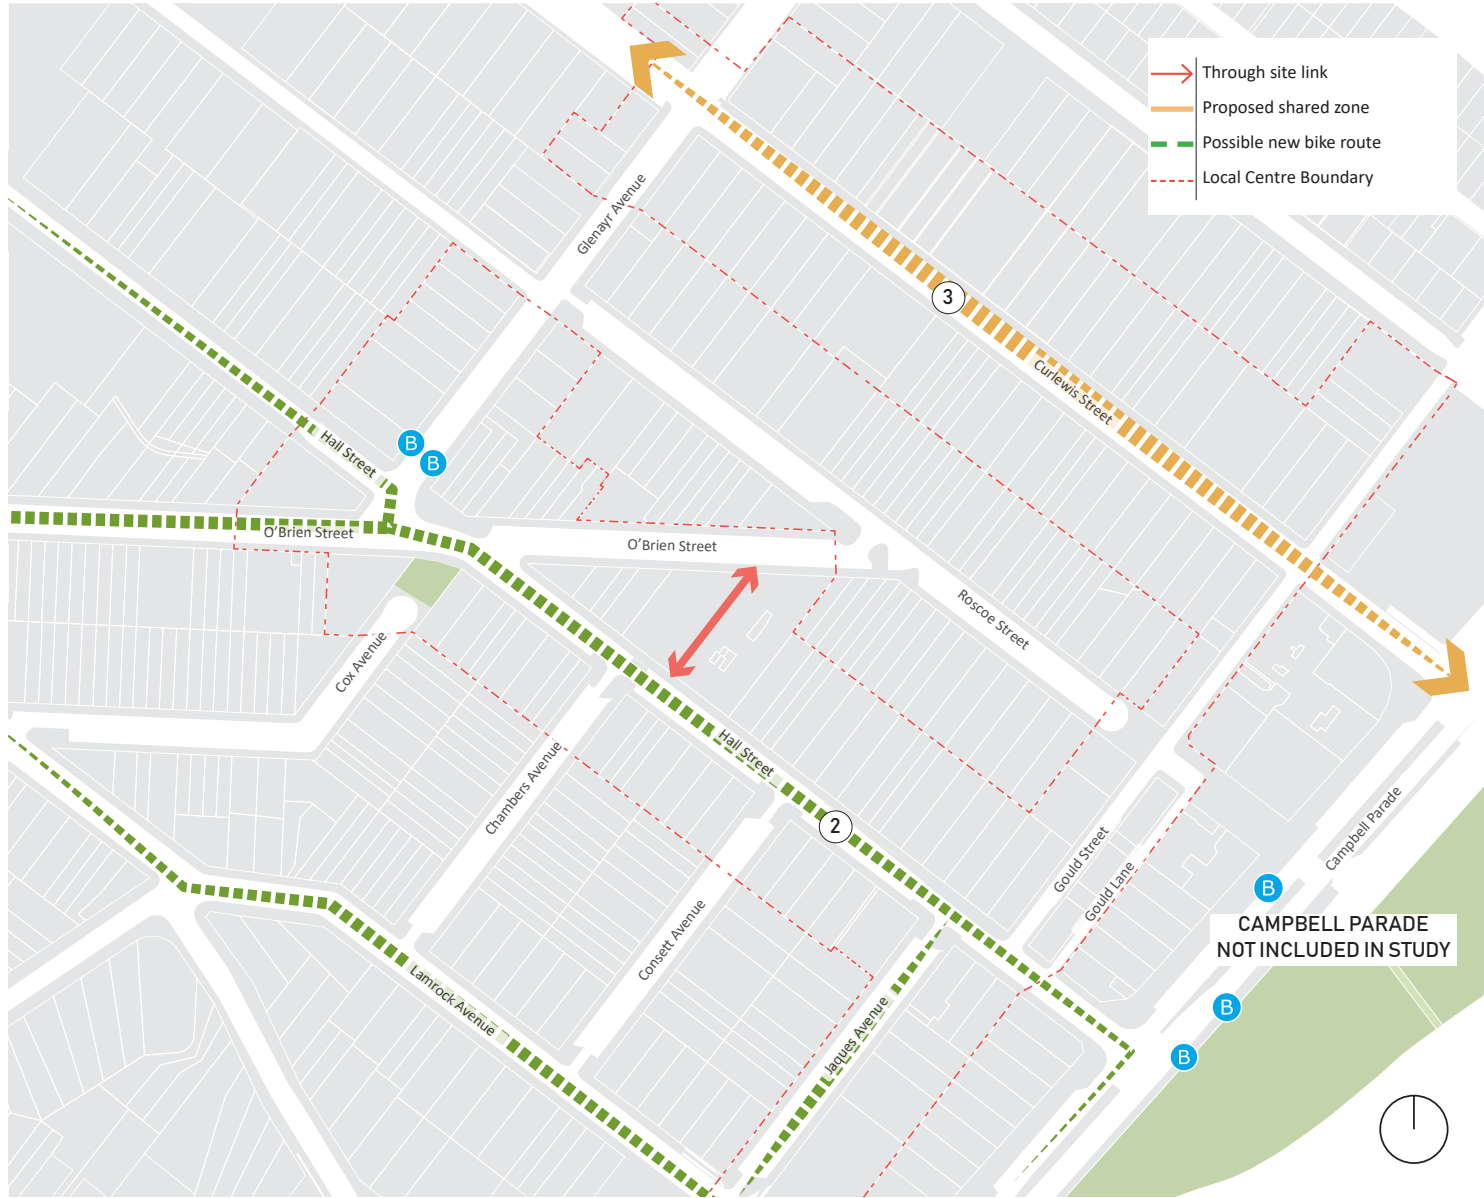 Through site link
Proposed shared zone
Possible new bike route
Local Centre Boundary
Glenayr Avenue
3
Curlewis Street
Hall Street
B
B
O'Brien Street
O'Brien Street
Roscoe Street
Cox Avenue
Hall Street
Chambers Avenue
2
Campbell Parade
Gould Street
Gould Lane
B
CAMPBELL PARADE
NOT INCLUDED IN STUDY
Consett Avenue
Lamrock Avenue
Jaques Avenue
B
B